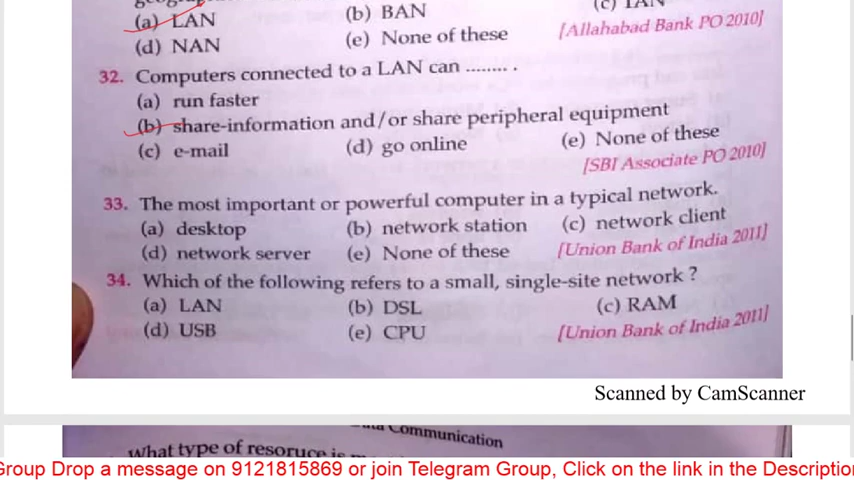 (a) LAN (b) BAN
(d) NAN (e) None of these [Allahabad Bank PO 2010]
32. Computers connected to a LAN can ........ .
(a) run faster
(b) share-information and/or share peripheral equipment
(c) e-mail (d) go online (e) None of these
[SBI Associate PO 2010]
33. The most important or powerful computer in a typical network.
(a) desktop (b) network station (c) network client
(d) network server (e) None of these [Union Bank of India 2011]
34. Which of the following refers to a small, single-site network ?
(a) LAN (b) DSL (c) RAM
(d) USB (e) CPU [Union Bank of India 2011]
Scanned by CamScanner
Communication
What type of resoruce is
Group Drop a message on 9121815869 or join Telegram Group, Click on the link in the Descriptio